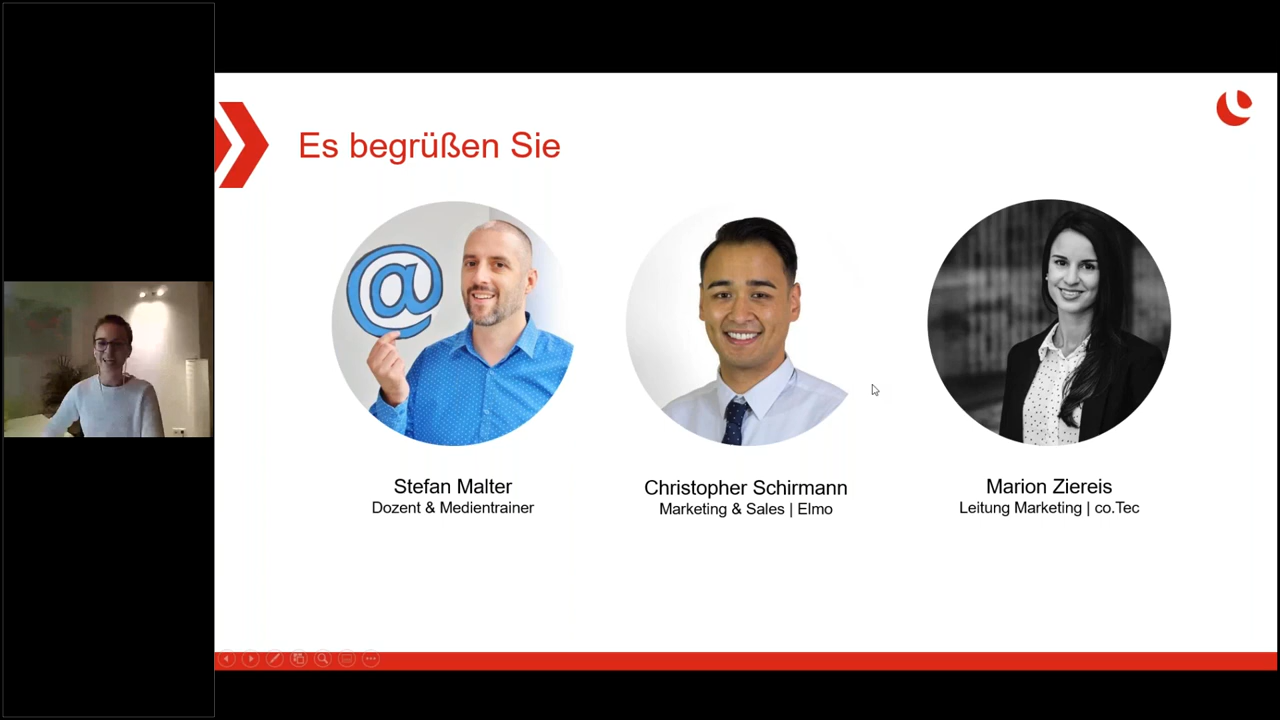 Es begrüßen Sie
@
Stefan Malter
Dozent & Medientrainer
Christopher Schirmann
Marketing & Sales | Elmo
Marion Ziereis
Leitung Marketing | co.Tec